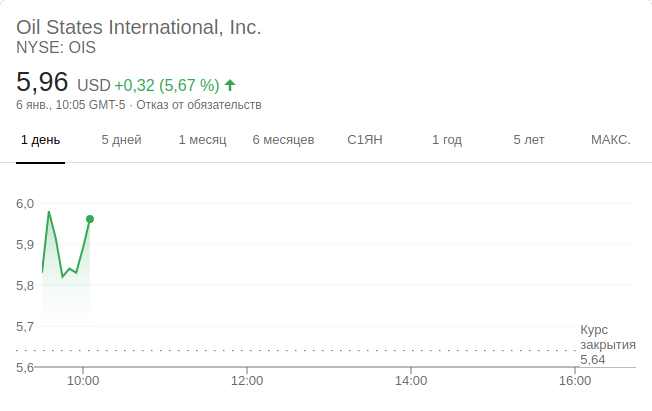 Oil States International, Inc.
NYSE: OIS
5,96 USD +0,32 (5,67 %)
6 янв., 10:05 GMT-5 · Отказ от обязательств
1 день 5 дней 1 месяц 6 месяцев С1ЯН 1 год 5 лет МАКС.
6,0
5,9
5,8
5,7
Курс
закрытия
5,64
5,6
10:00 12:00 14:00 16:00